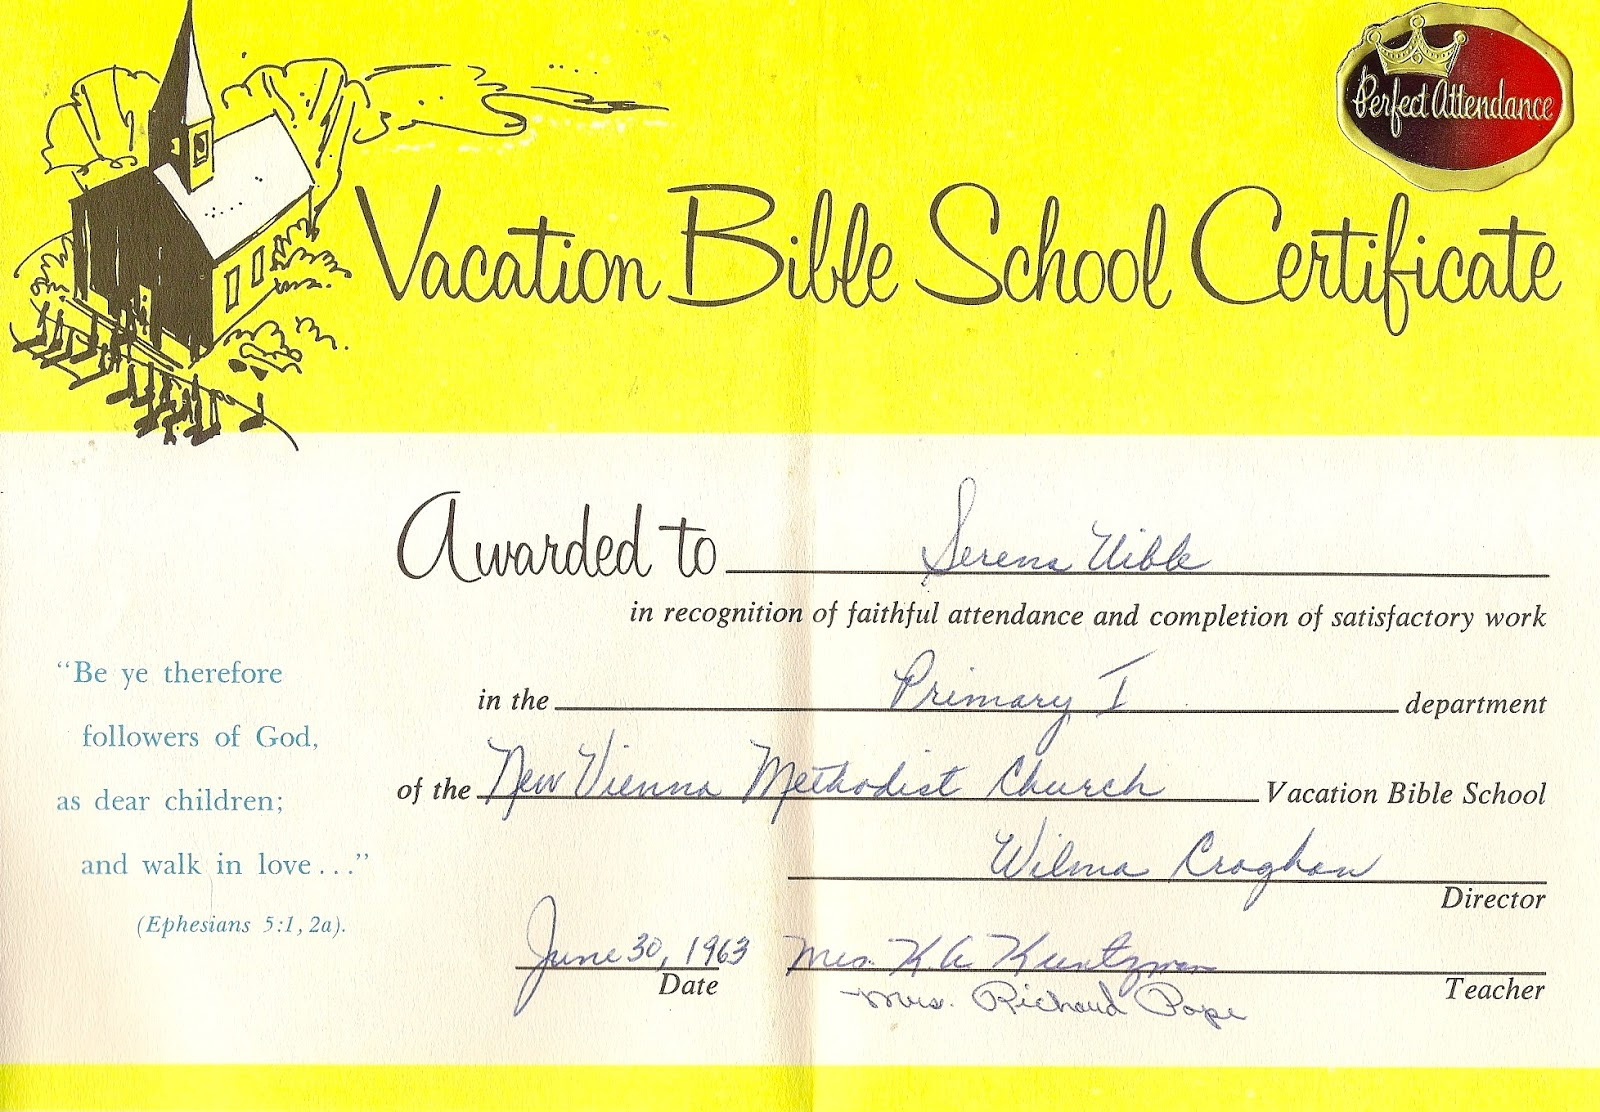 Perfect Attendance
Vacation Bible School Certificate
Awarded to Serena Uible
in recognition of faithful attendance and completion of satisfactory work
in the Primary I department
of the New Vienna Methodist Church Vacation Bible School
"Be ye therefore
followers of God,
as dear children;
and walk in love..."
(Ephesians 5:1, 2a).
Wilma Croghan
Director
June 30, 1963 Mrs. K. A. Kuntzman
Date Teacher
Mrs. Richard Pope